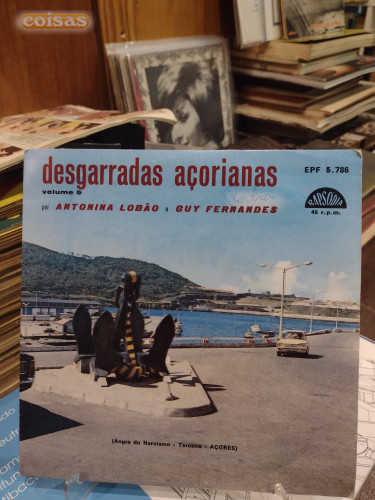 coisas
desgarradas açorianas
EPF 5.786
volume 5
por ANTONINA LOBÃO e GUY FERNANDES
RAPSODIA
45 r.p.m.
(Angra do Heroísmo - Terceira - AÇORES)